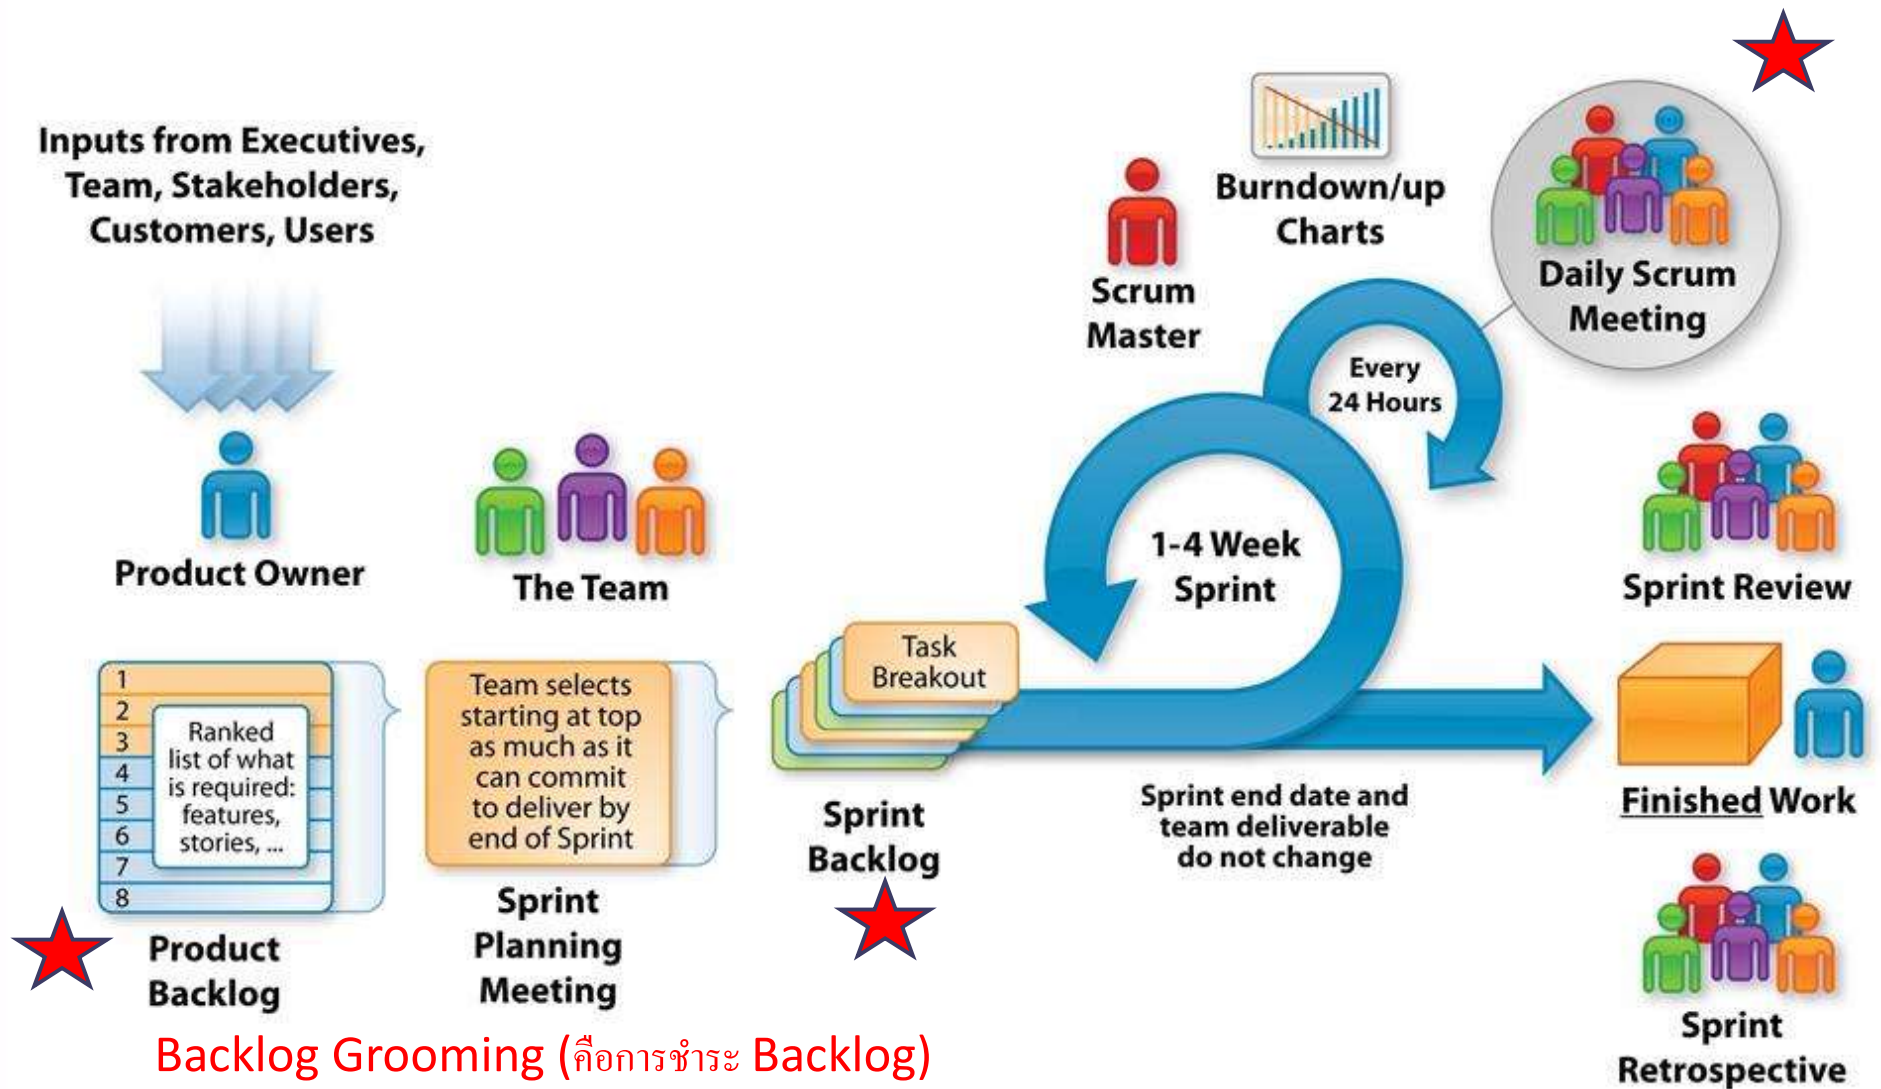 Inputs from Executives,
Team, Stakeholders,
Customers, Users
Product Owner
The Team
1
2
3
4
5
6
7
8
Ranked
list of what
is required:
features,
stories, ...
Product
Backlog
Team selects
starting at top
as much as it
can commit
to deliver by
end of Sprint
Sprint
Planning
Meeting
Task
Breakout
Sprint
Backlog
Scrum
Master
Burndown/up
Charts
Daily Scrum
Meeting
Every
24 Hours
1-4 Week
Sprint
Sprint end date and
team deliverable
do not change
Sprint Review
Finished Work
Sprint
Retrospective
Backlog Grooming (คือการชำระ Backlog)